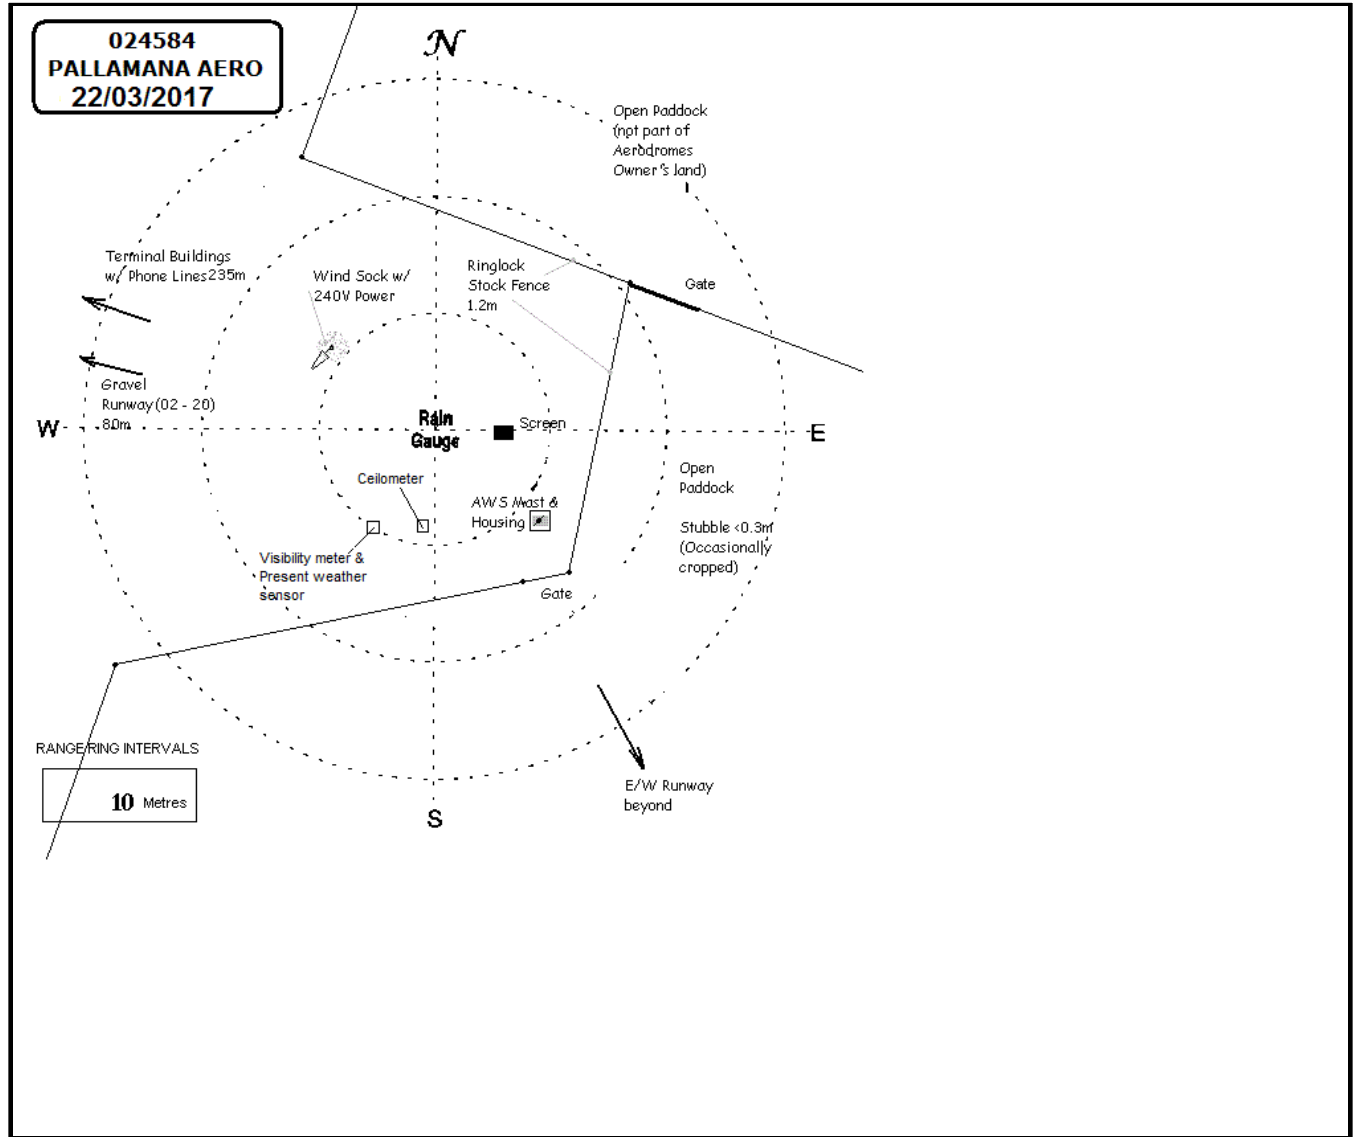 024584
PALLAMANA AERO
22/03/2017
N
Open Paddock
(not part of
Aerodromes
Owner's land)
Terminal Buildings
w/ Phone Lines 235m
Wind Sock w/
240V Power
Ringlock
Stock Fence
1.2m
Gate
Gravel
Runway (02 - 20)
80m
W
Rain
Gauge
Screen
E
Ceilometer
AWS Mast &
Housing
Open
Paddock
Stubble <0.3m
(Occasionally
cropped)
Visibility meter &
Present weather
sensor
Gate
RANGE RING INTERVALS
10 Metres
E/W Runway
beyond
S